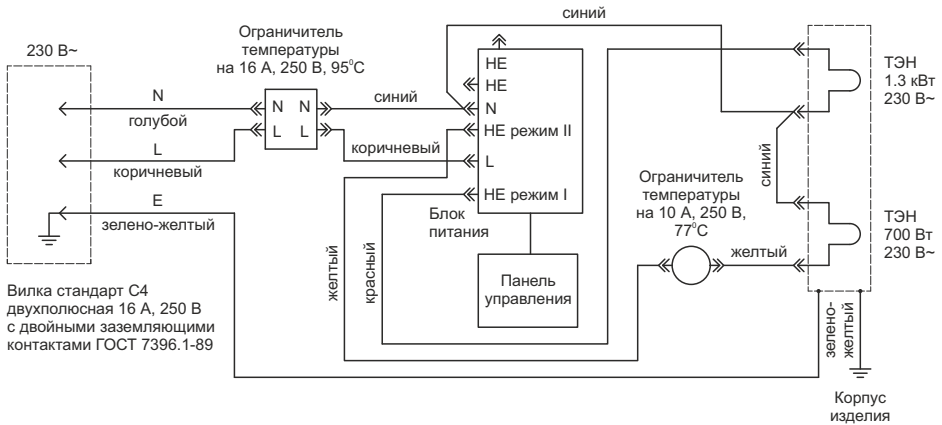 синий
230 В~
Ограничитель
температуры
на 16 А, 250 В, 95°С
N
голубой
L
коричневый
E
зелено-желтый
N N
L L
синий
коричневый
НЕ
НЕ
N
НЕ режим II
L
НЕ режим I
Блок
питания
Панель
управления
желтый
красный
Ограничитель
температуры
на 10 А, 250 В,
77°С
желтый
синий
ТЭН
1.3 кВт
230 В~
ТЭН
700 Вт
230 В~
зелено-
желтый
Корпус
изделия
Вилка стандарт С4
двухполюсная 16 А, 250 В
с двойными заземляющими
контактами ГОСТ 7396.1-89